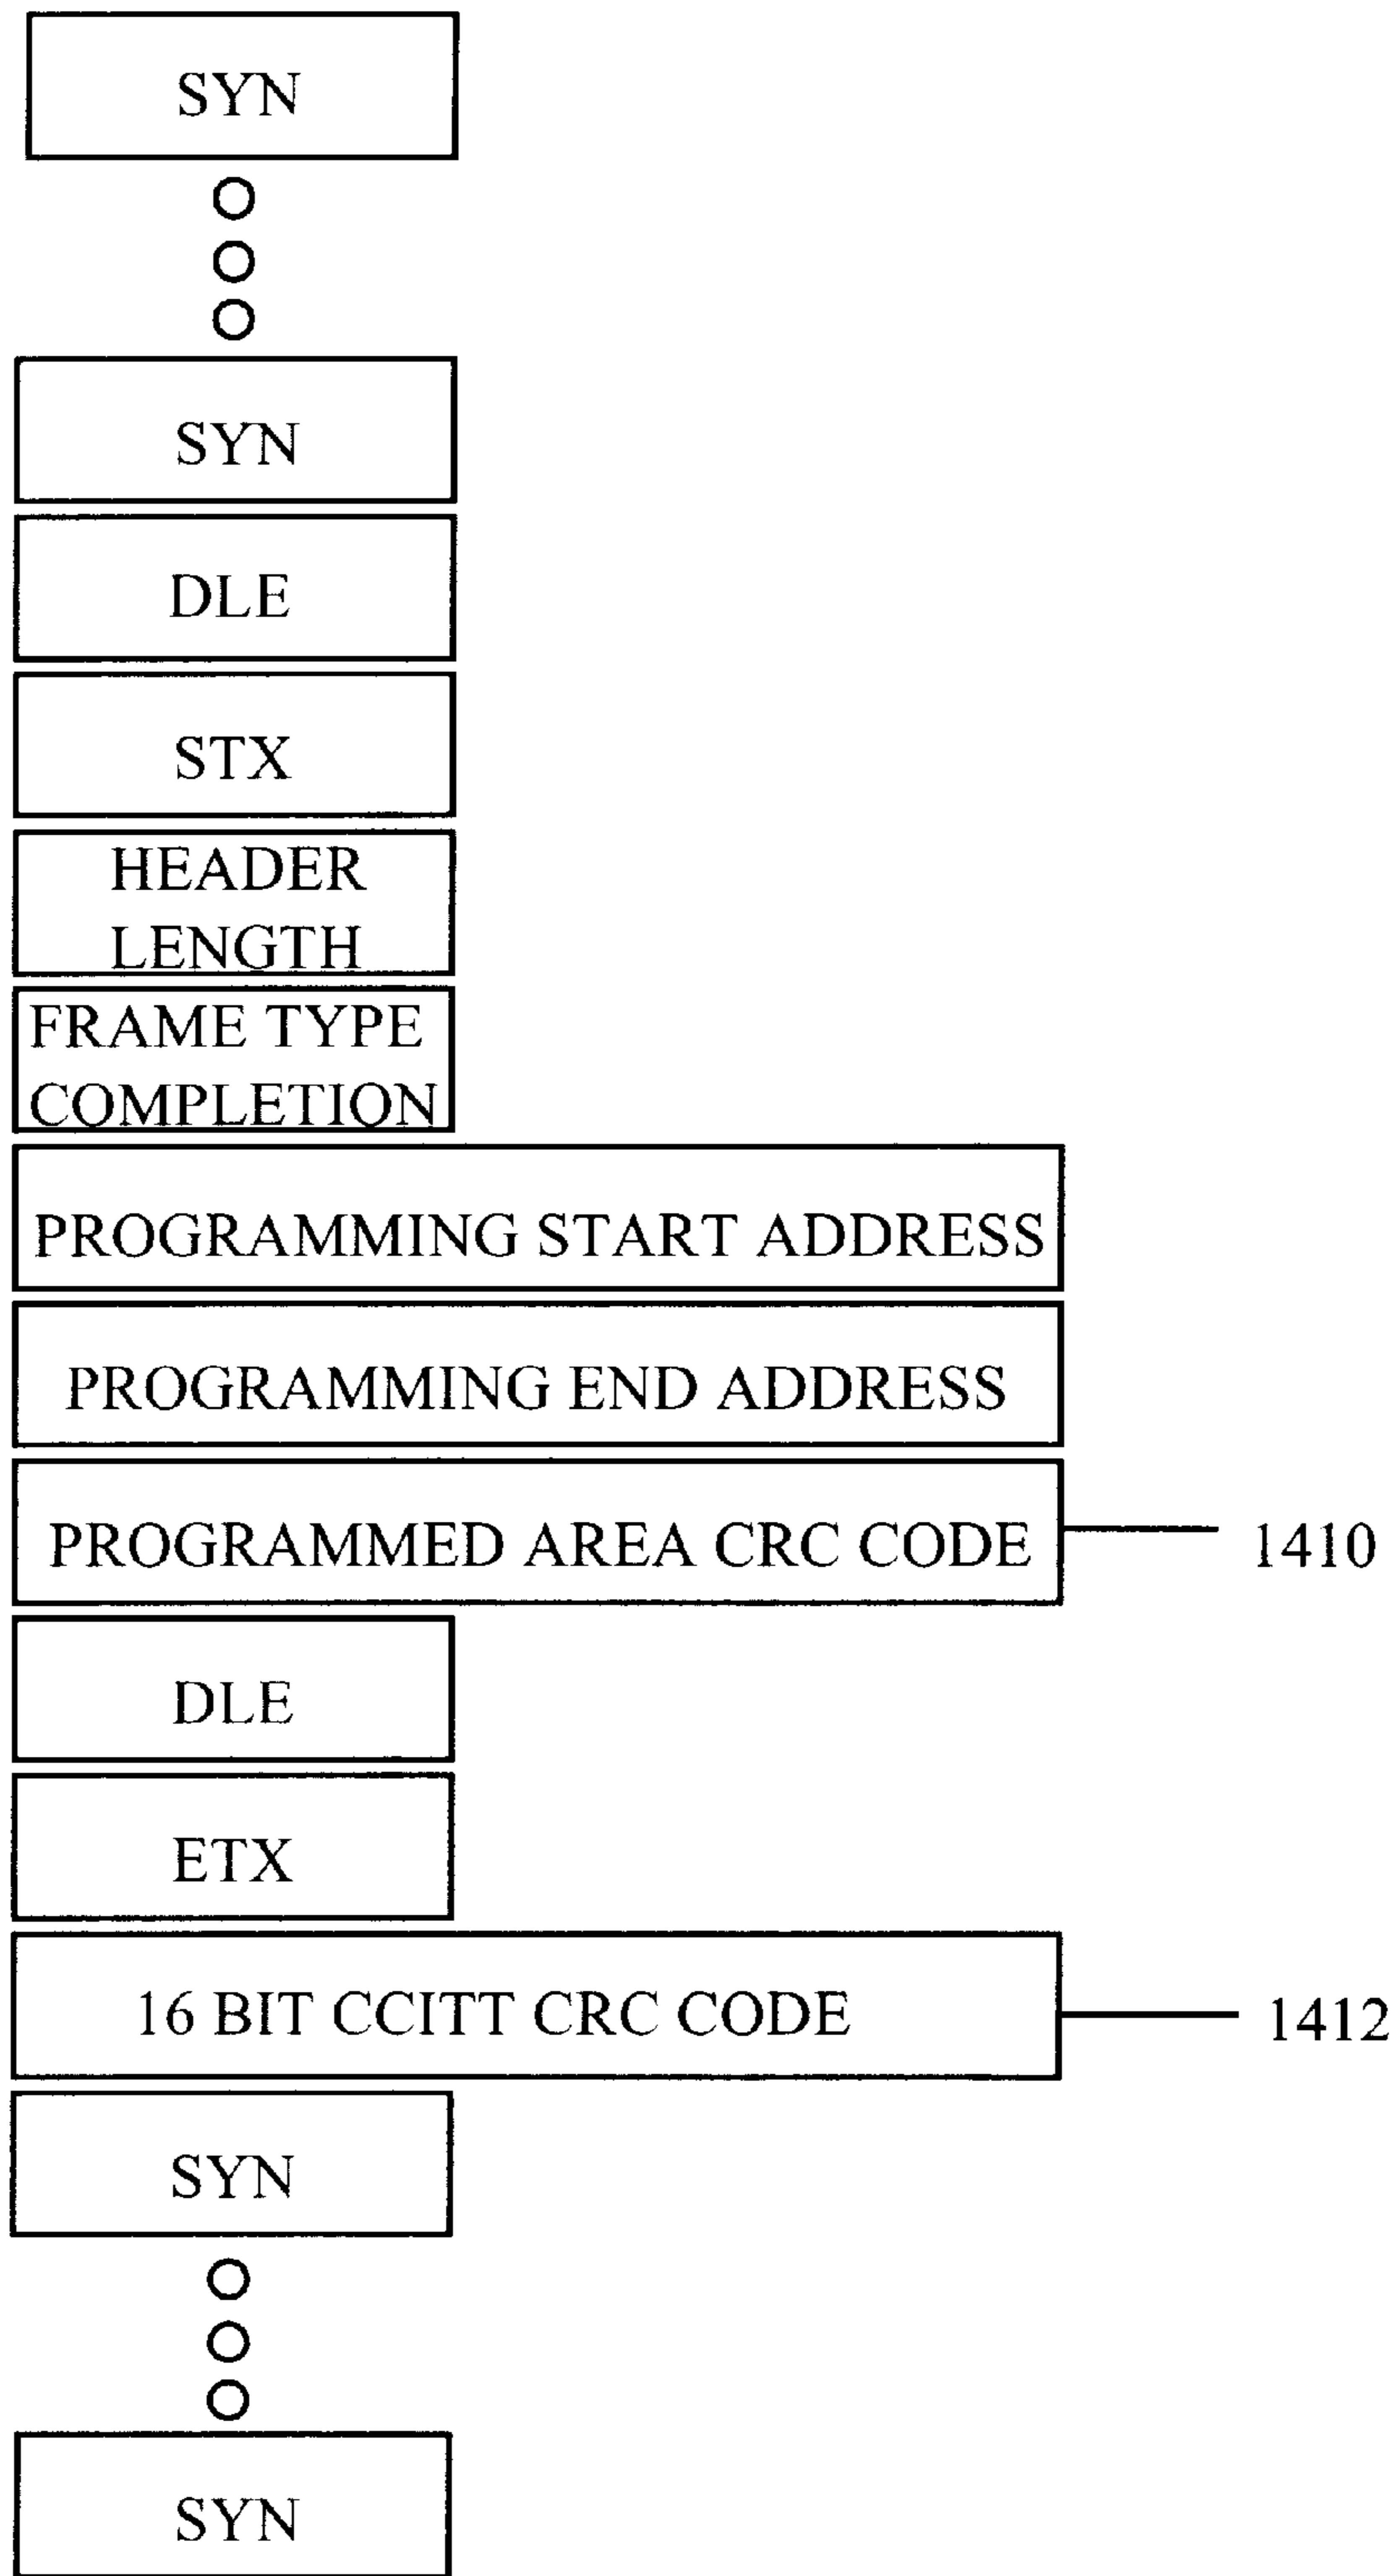 SYN
SYN
DLE
STX
HEADER
LENGTH
FRAME TYPE
COMPLETION
PROGRAMMING START ADDRESS
PROGRAMMING END ADDRESS
PROGRAMMED AREA CRC CODE
1410
DLE
ETX
16 BIT CCITT CRC CODE
1412
SYN
SYN